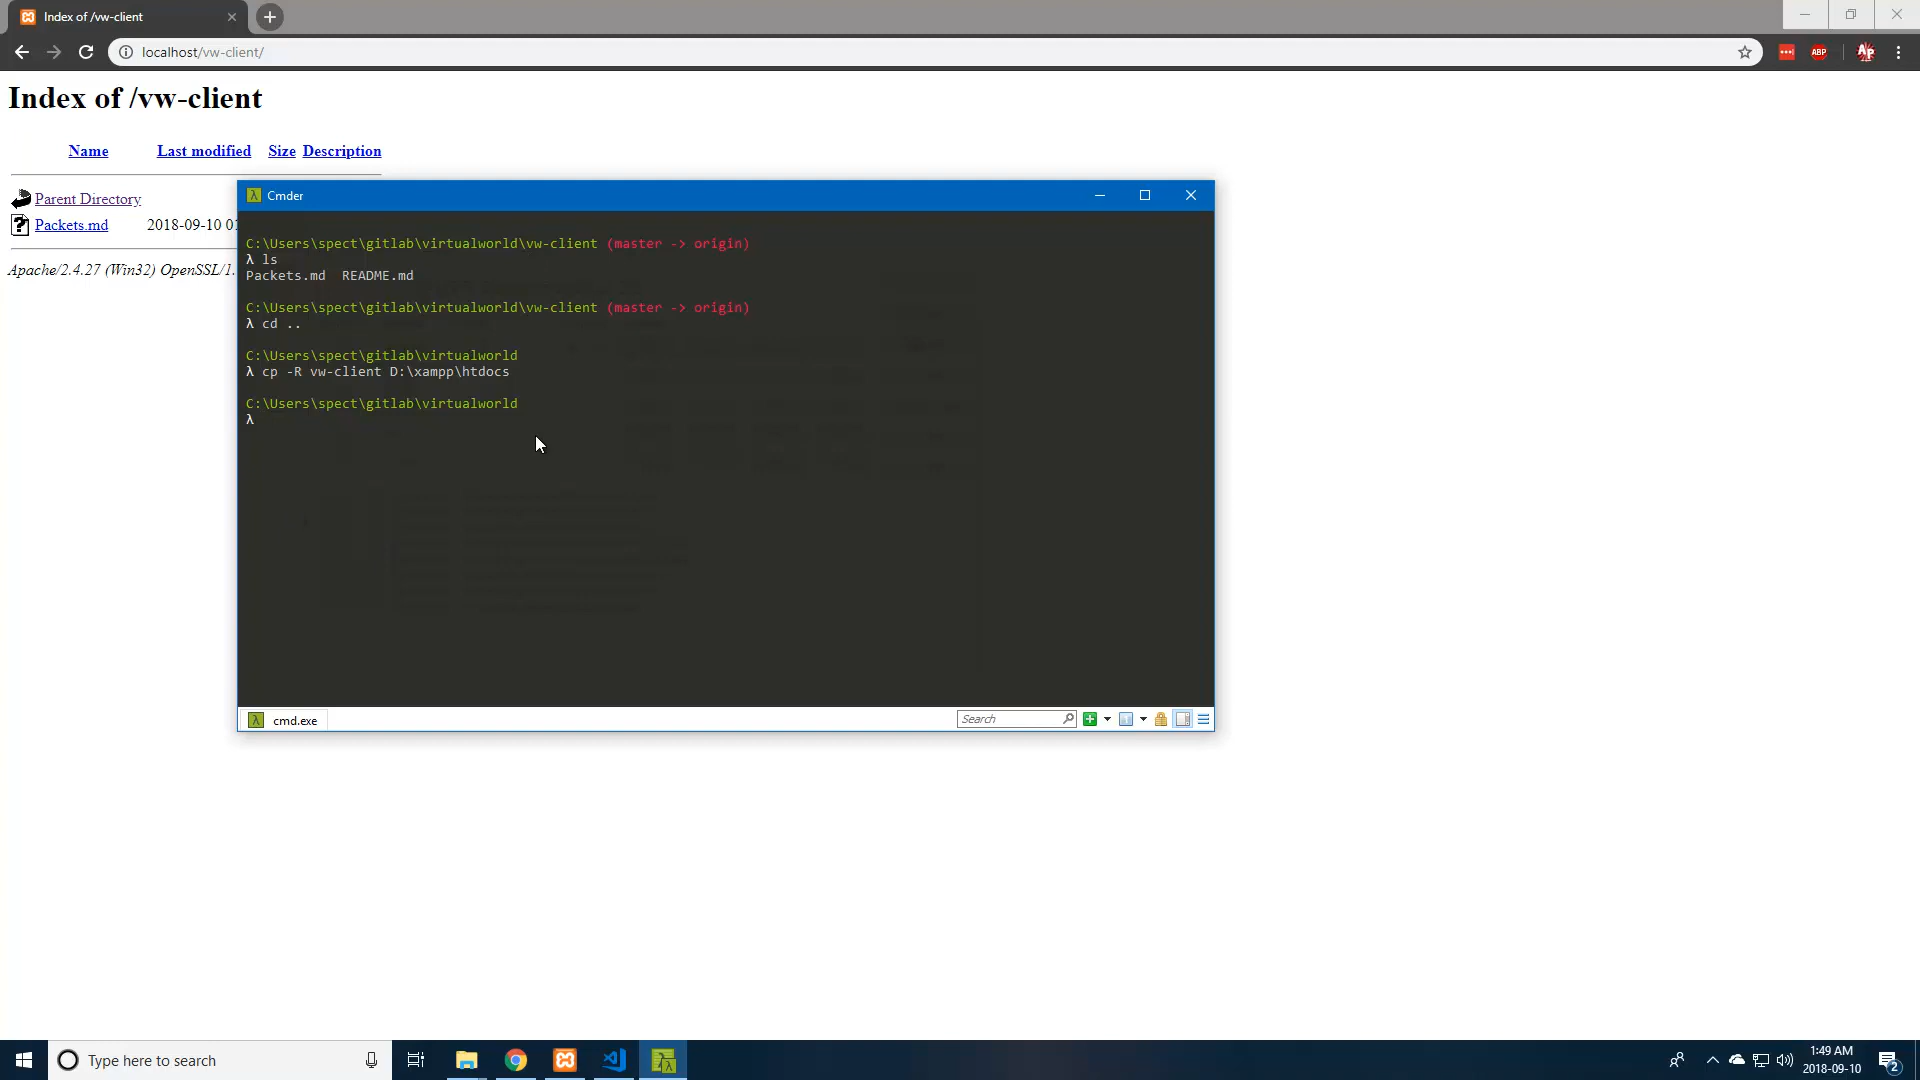 Index of /vw-client
localhost/vw-client/
ABP
AP
Index of /vw-client
Name Last modified Size Description
Parent Directory
Packets.md 2018-09-10
Apache/2.4.27 (Win32) OpenSSL/1.
Cmder
C:\Users\spect\gitlab\virtualworld\vw-client (master -> origin)
λ ls
Packets.md README.md
C:\Users\spect\gitlab\virtualworld\vw-client (master -> origin)
λ cd ..
C:\Users\spect\gitlab\virtualworld
λ cp -R vw-client D:\xampp\htdocs
C:\Users\spect\gitlab\virtualworld
λ
cmd.exe
Search
Type here to search
1:49 AM
2018-09-10
2